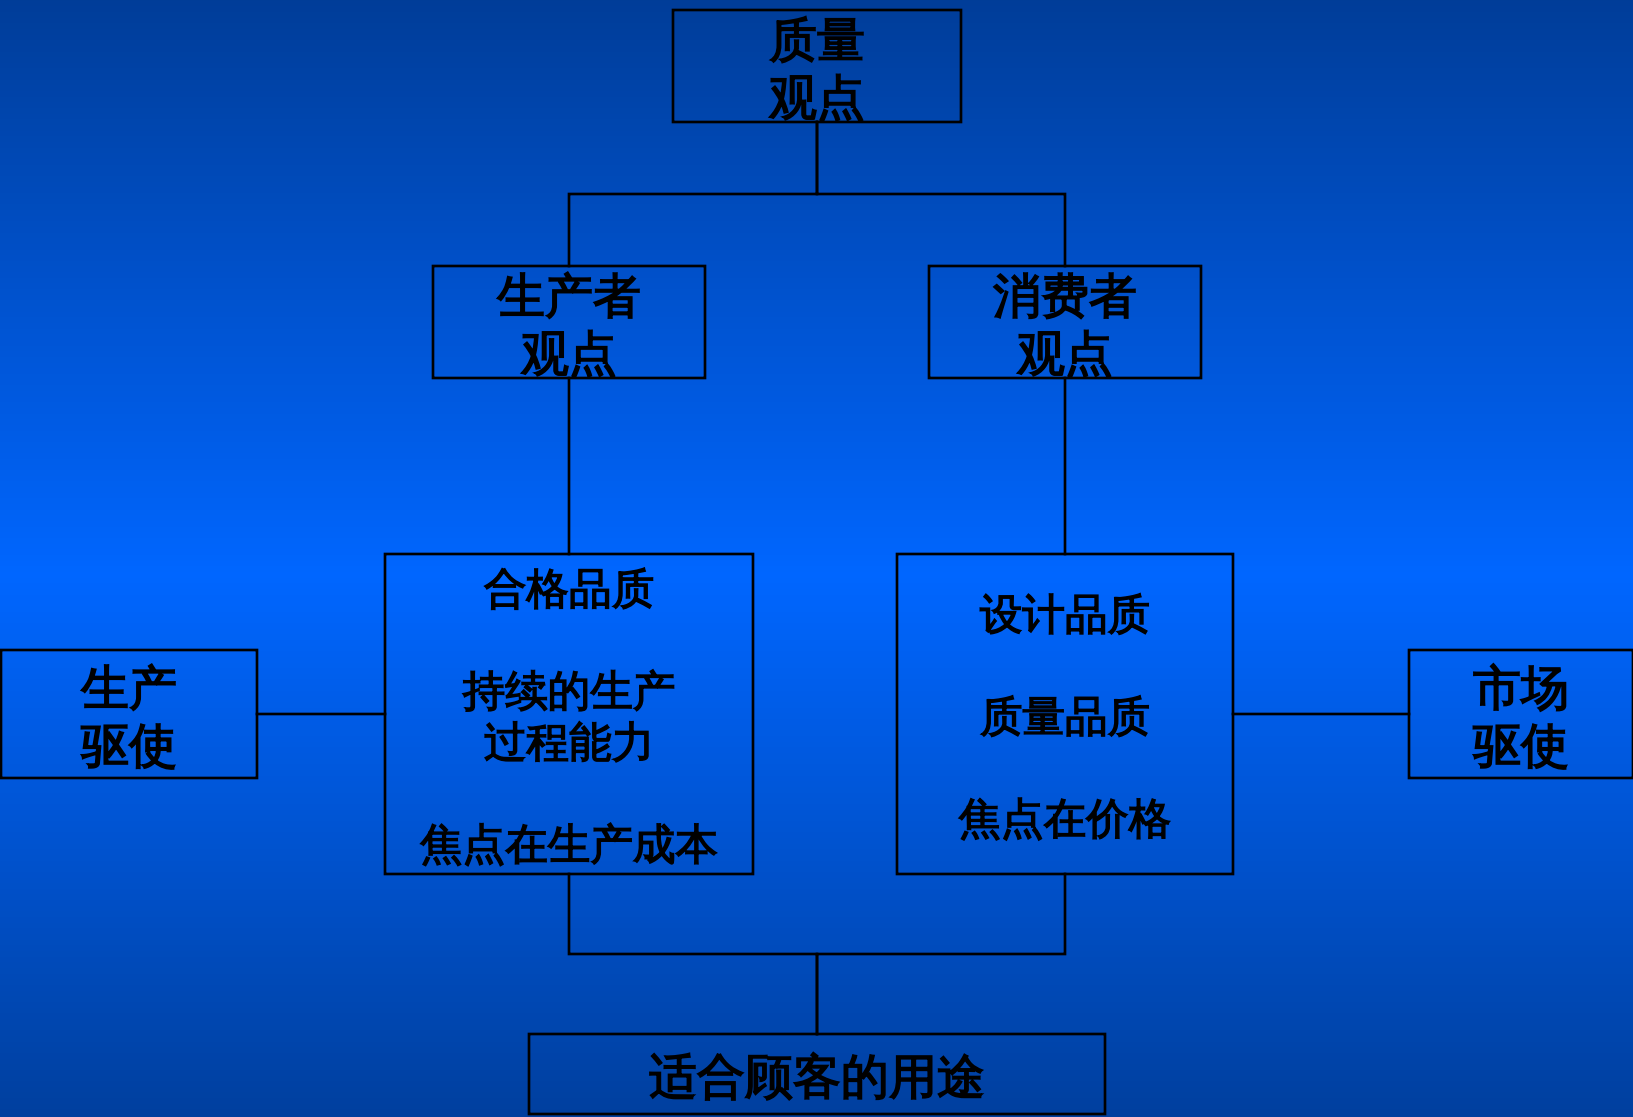 质量
观点
生产者
观点
消费者
观点
合格品质
持续的生产
过程能力
焦点在生产成本
设计品质
质量品质
焦点在价格
生产
驱使
市场
驱使
适合顾客的用途